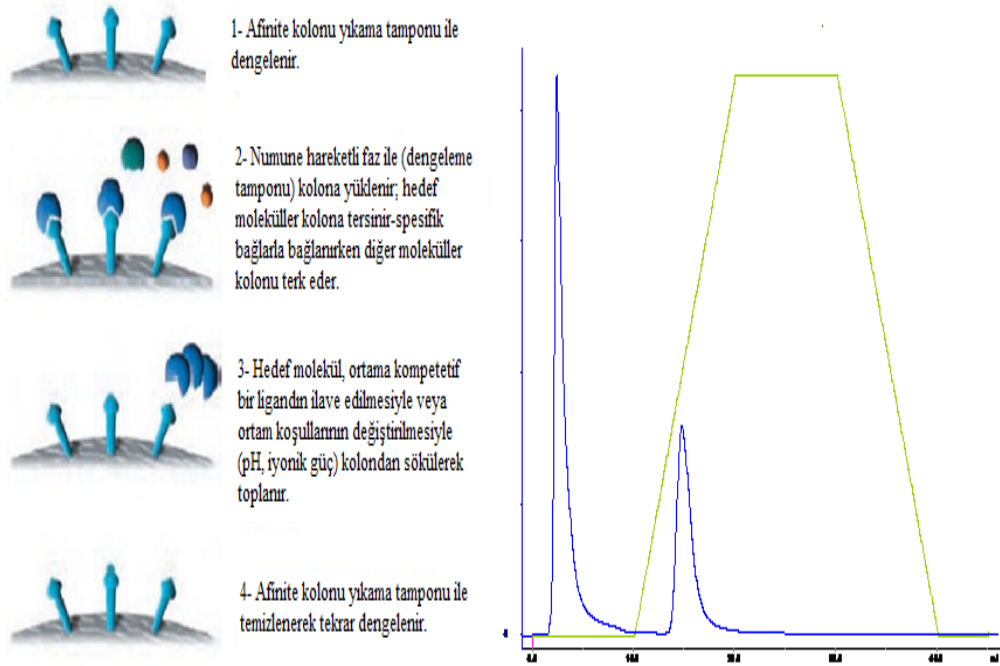 1- Afinite kolonu yıkama tamponu ile
dengelenir.
2- Numune hareketli faz ile (dengeleme
tamponu) kolona yüklenir; hedef
moleküller kolona tersinir-spesifik
bağlarla bağlanırken diğer moleküller
kolonu terk eder.
3- Hedef molekül, ortama kompetetif
bir ligandın ilave edilmesiyle veya
ortam koşullarının değiştirilmesiyle
(pH, iyonik güç) kolondan sökülerek
toplanır.
4- Afinite kolonu yıkama tamponu ile
temizlenerek tekrar dengelenir.